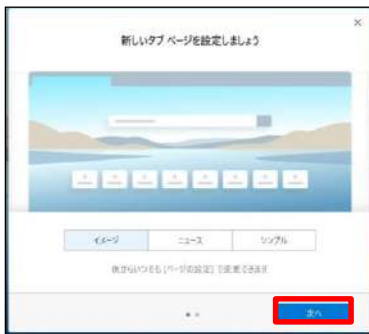 新しいタブ ページを設定しましょう
イメージ
ニュース
シンプル
後からいつでも [ページの設定] で変更できます
次へ